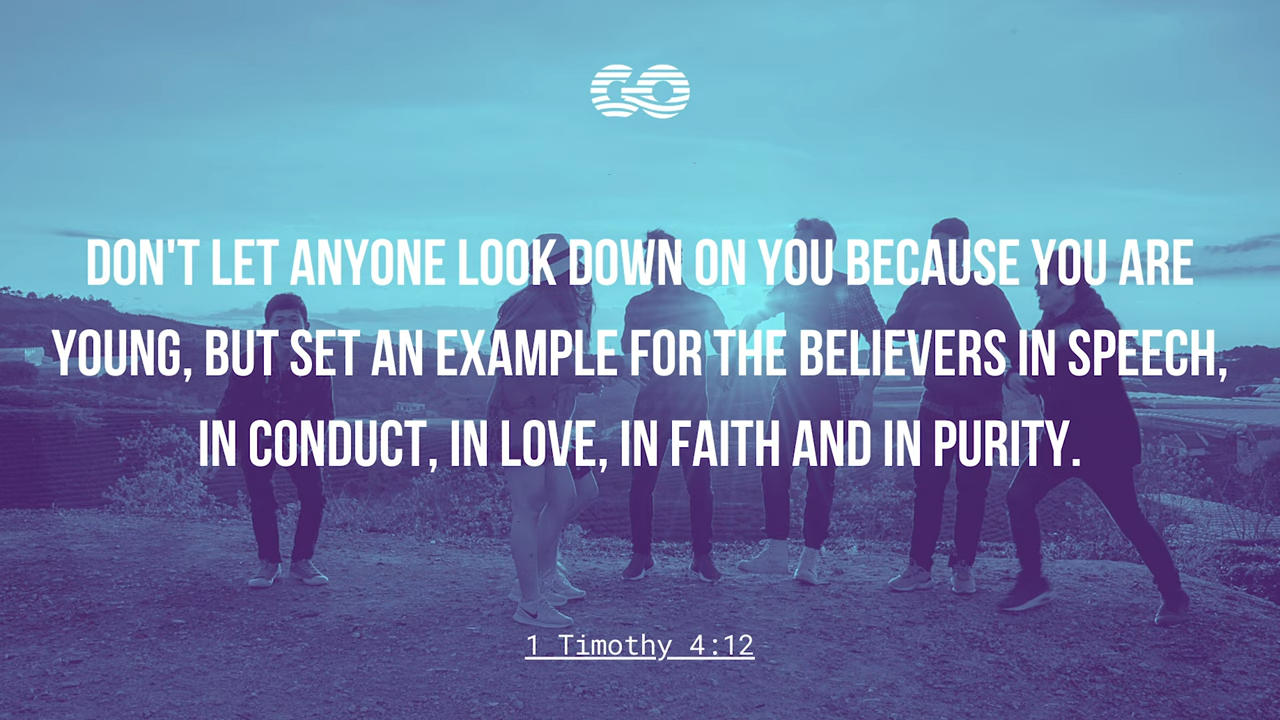 GO
DON'T LET ANYONE LOOK DOWN ON YOU BECAUSE YOU ARE
YOUNG, BUT SET AN EXAMPLE FOR THE BELIEVERS IN SPEECH,
IN CONDUCT, IN LOVE, IN FAITH AND IN PURITY.
1 Timothy 4:12